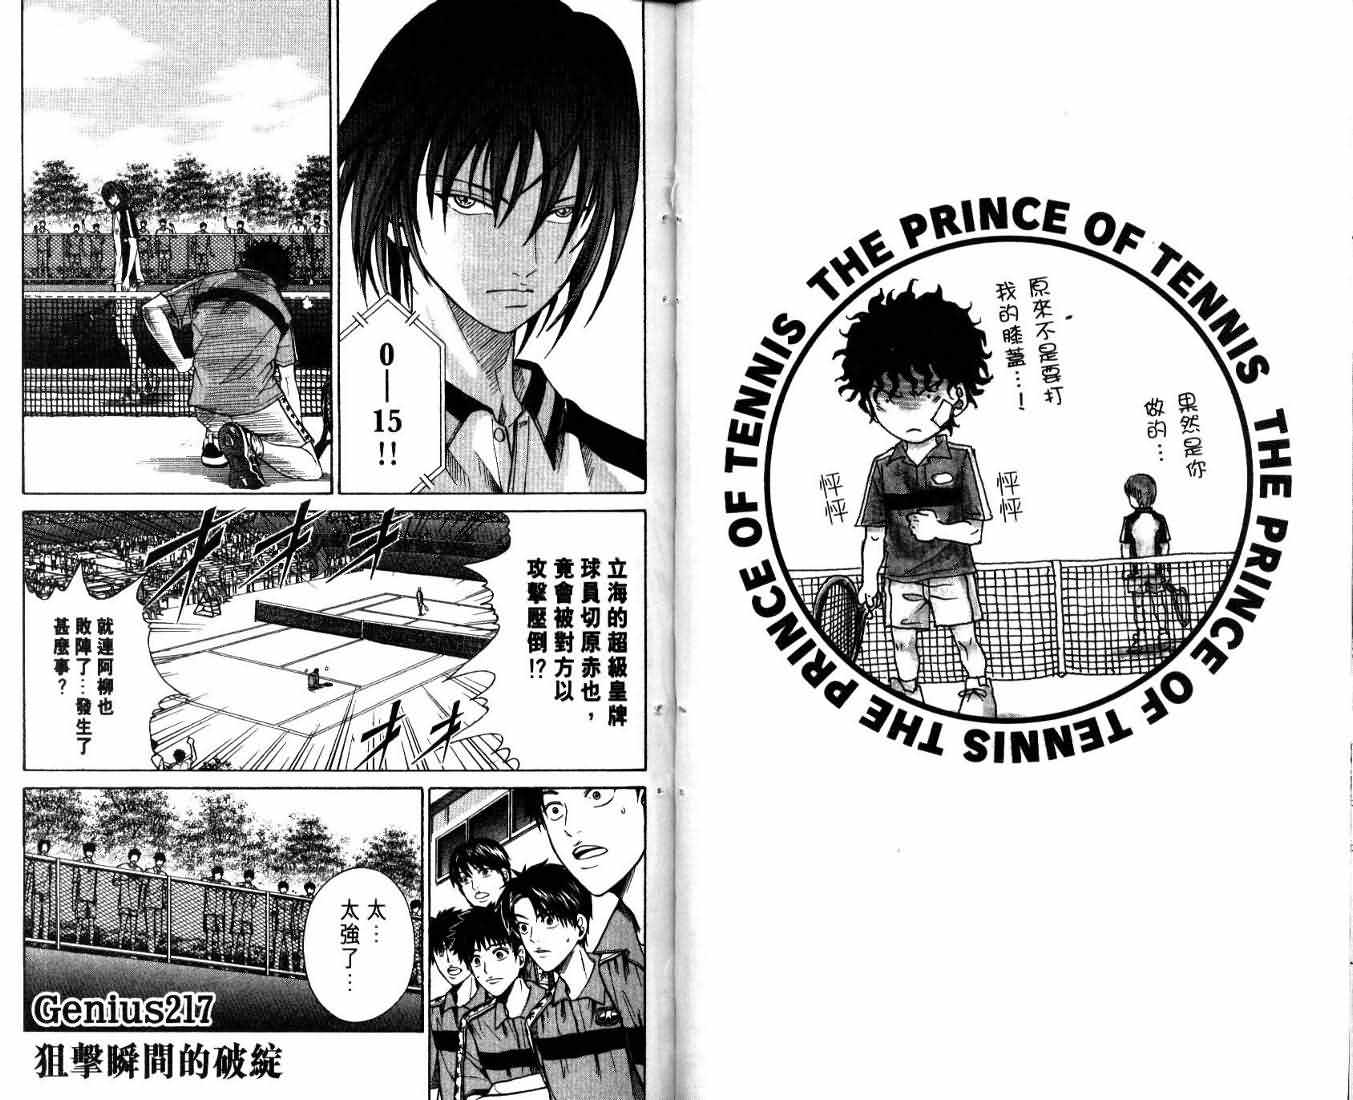 THE PRINCE OF TENNIS THE PRINCE OF TENNIS THE PRINCE OF TENNIS
原來不是要打
我的膝蓋…!
怦怦
怦怦
果然是你
做的…
0—15!!
立海的超級皇牌
球員切原赤也,
竟會被對方以
攻擊壓倒!?
就連阿柳也
敗陣了…發生了
甚麼事?
太…
太強了…
Genius217
狙擊瞬間的破綻